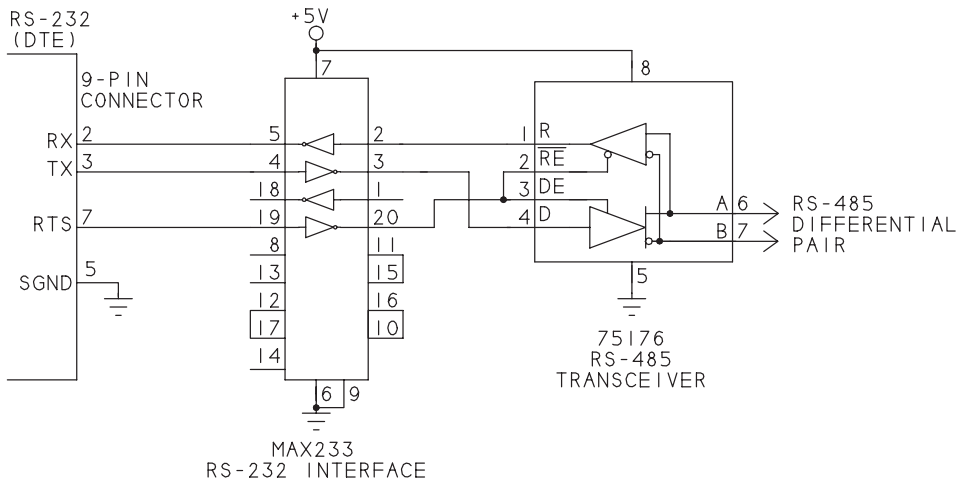 RS-232
(DTE)
+5V
7
8
9-PIN
CONNECTOR
RX 2
5
2
1 R
TX 3
4
3
2 RE
18
1
3 DE
RTS 7
19
20
4 D
A 6
RS-485
DIFFERENTIAL
PAIR
B 7
8
11
SGND 5
13
15
5
12
16
17
10
14
75176
RS-485
TRANSCEIVER
6
9
MAX233
RS-232 INTERFACE